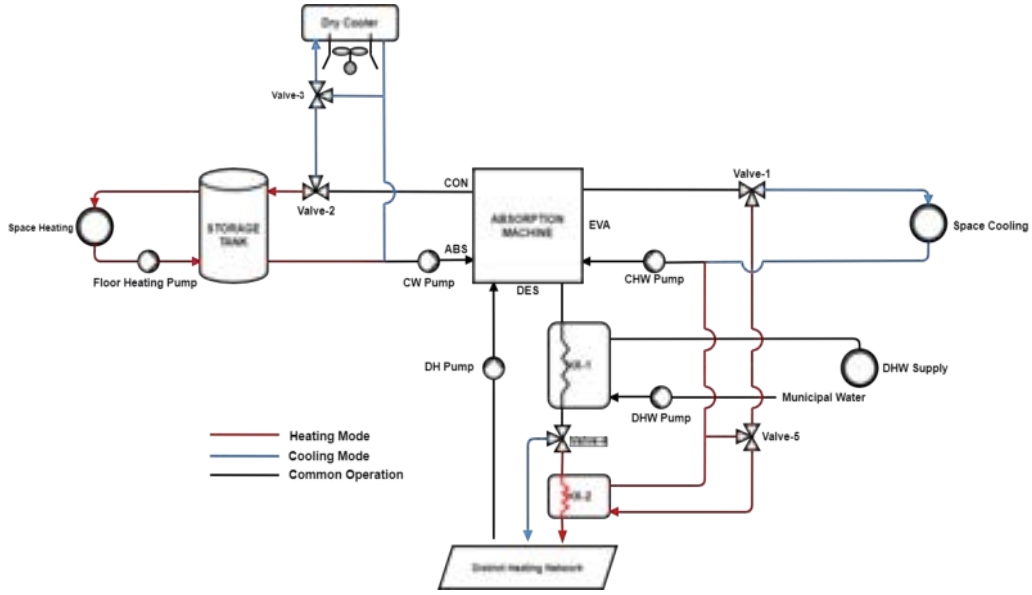 Dry Cooler
Valve-3
Valve-1
CON
Valve-2
ABSORPTION
MACHINE
EVA
Space Heating
STORAGE
TANK
Space Cooling
ABS
Floor Heating Pump
CW Pump
CHW Pump
DES
HX-1
DH Pump
DHW Supply
Municipal Water
DHW Pump
Heating Mode
Valve-4
Valve-5
Cooling Mode
Common Operation
HX-2
District Heating Network